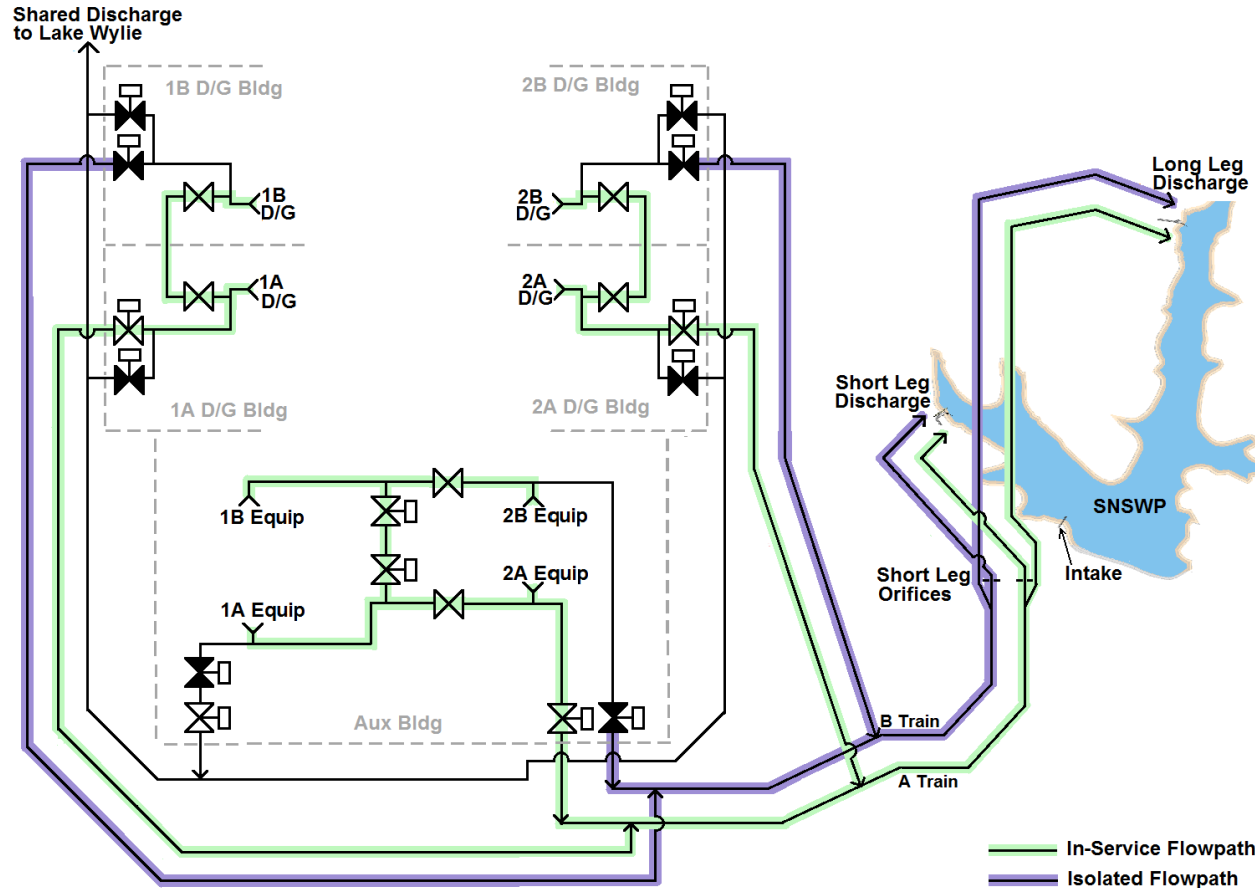 Shared Discharge
to Lake Wylie
1B D/G Bldg
2B D/G Bldg
Long Leg
Discharge
1B
D/G
2B
D/G
1A
D/G
2A
D/G
Short Leg
Discharge
1A D/G Bldg
2A D/G Bldg
SNSWP
1B Equip
2B Equip
Short Leg
Orifices
Intake
2A Equip
1A Equip
Aux Bldg
B Train
A Train
In-Service Flowpath
Isolated Flowpath